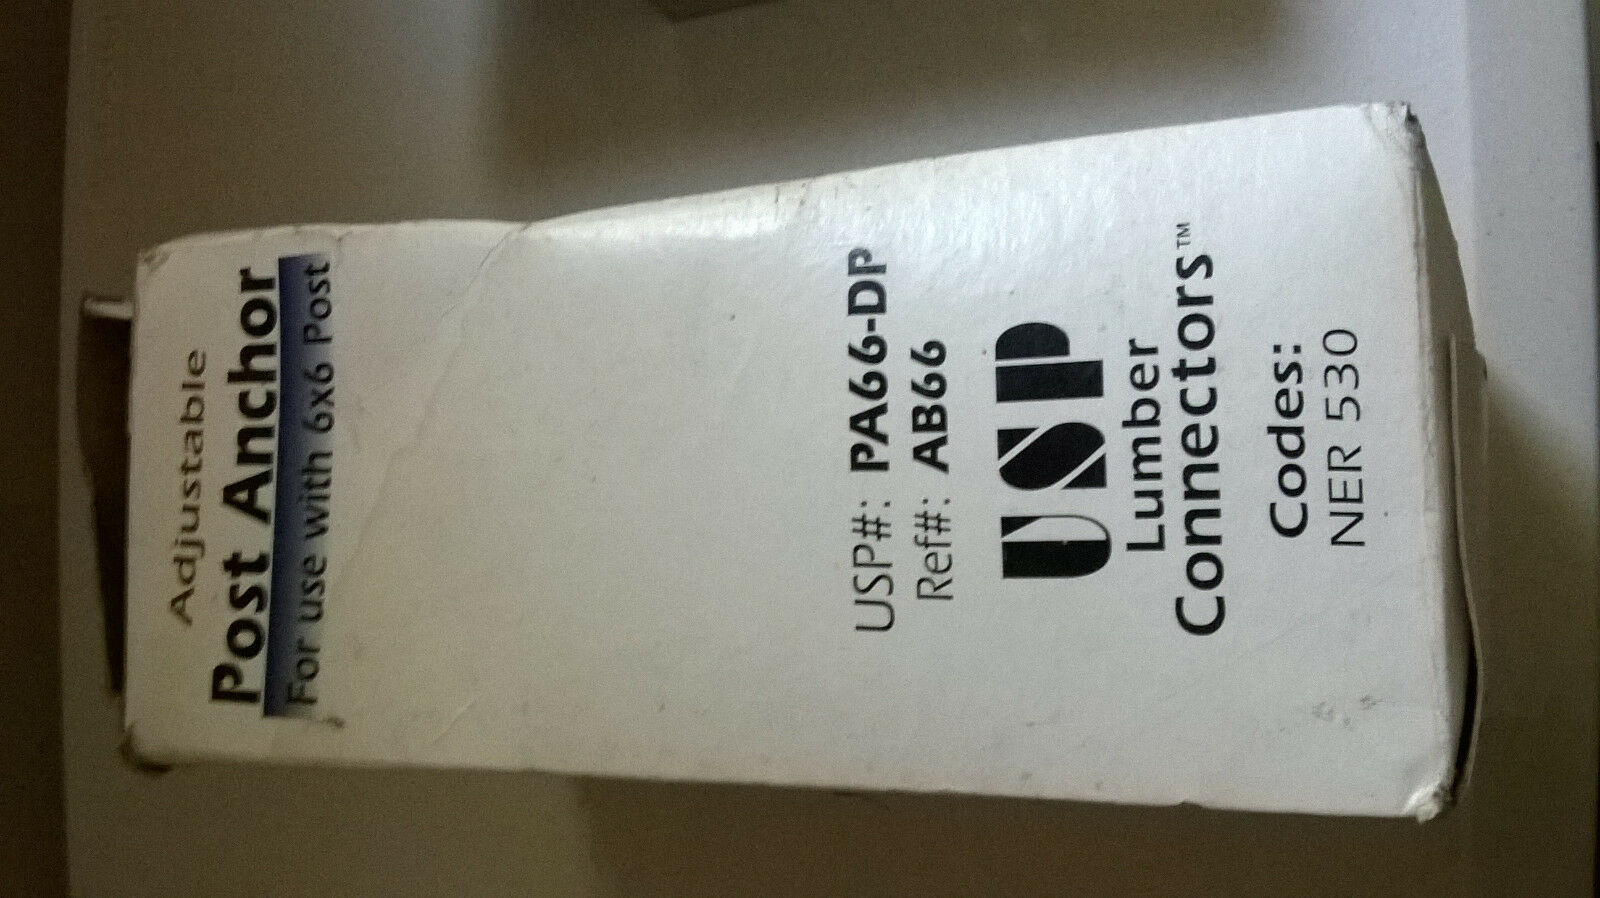 Adjustable
Post Anchor
For use with 6x6 Post
USP#: PA66-DP
Ref#: AB66
USP
Lumber
Connectors™
Codes:
NER 530